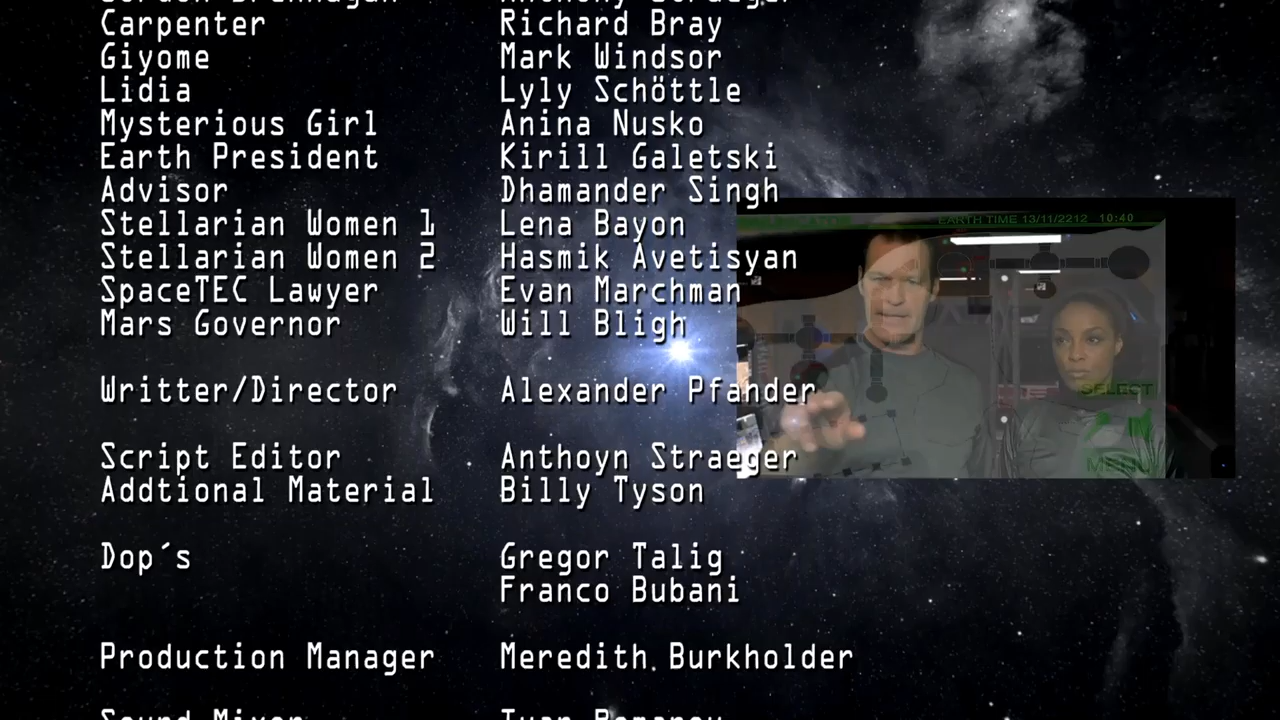 Carpenter Richard Bray
Giyome Mark Windsor
Lidia Lyly Schöttle
Mysterious Girl Anina Nusko
Earth President Kirill Galetski
Advisor Dhamander Singh
Stellarian Women 1 Lena Bayon
Stellarian Women 2 Hasmik Avetisyan
SpaceTEC Lawyer Evan Marchman
Mars Governor Will Bligh
Writter/Director Alexander Pfander
Script Editor Anthoyn Straeger
Addtional Material Billy Tyson
Dop´s Gregor Talig
Franco Bubani
Production Manager Meredith Burkholder
EARTH TIME 13/11/2212 10:40
SELECT
MENU